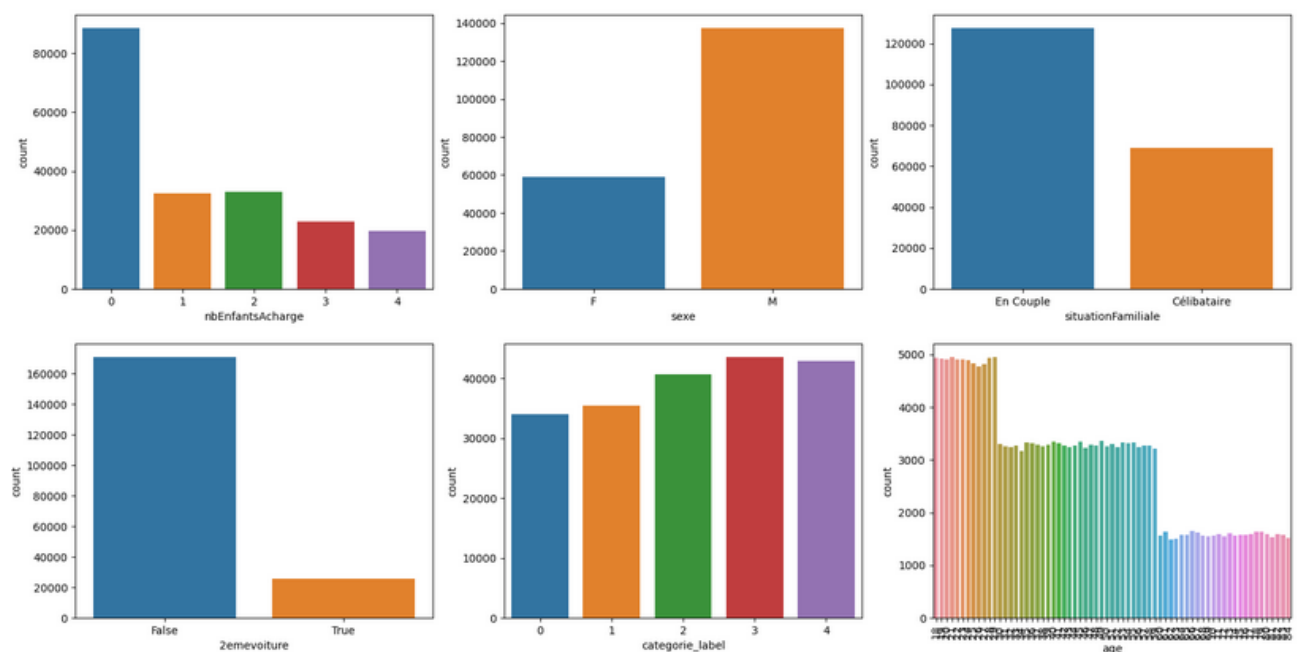 80000
60000
40000
20000
0
count
0 1 2 3 4
nbEnfantsAcharge
140000
120000
100000
80000
60000
40000
20000
0
count
F M
sexe
120000
100000
80000
60000
40000
20000
0
count
En Couple Célibataire
situationFamiliale
160000
140000
120000
100000
80000
60000
40000
20000
0
count
False True
2emevoiture
40000
30000
20000
10000
0
count
0 1 2 3 4
categorie_label
5000
4000
3000
2000
1000
0
count
age